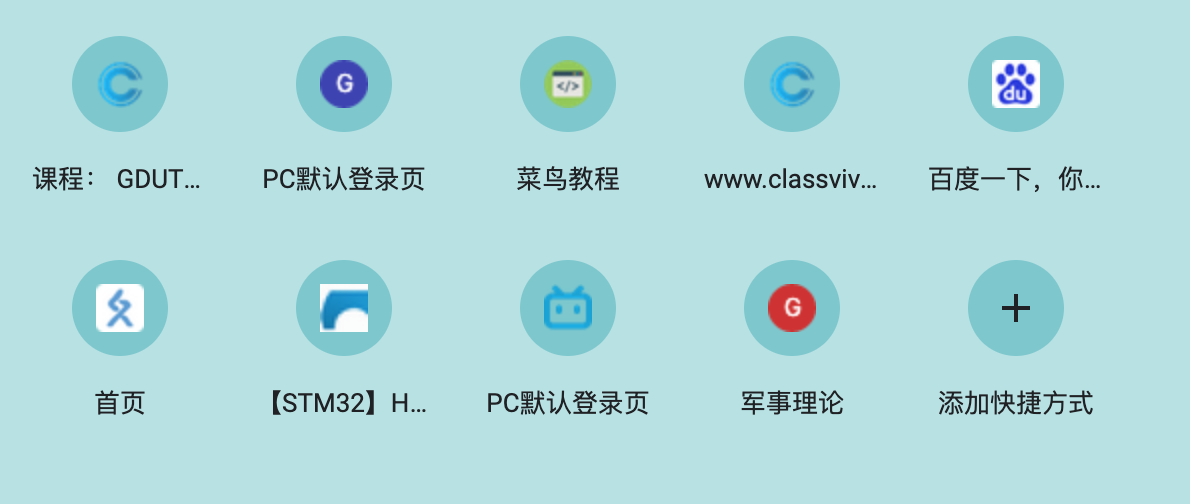 G
</>
du
课程： GDUT...
PC默认登录页
菜鸟教程
www.classviv...
百度一下，你...
G
首页
【STM32】H...
PC默认登录页
军事理论
添加快捷方式